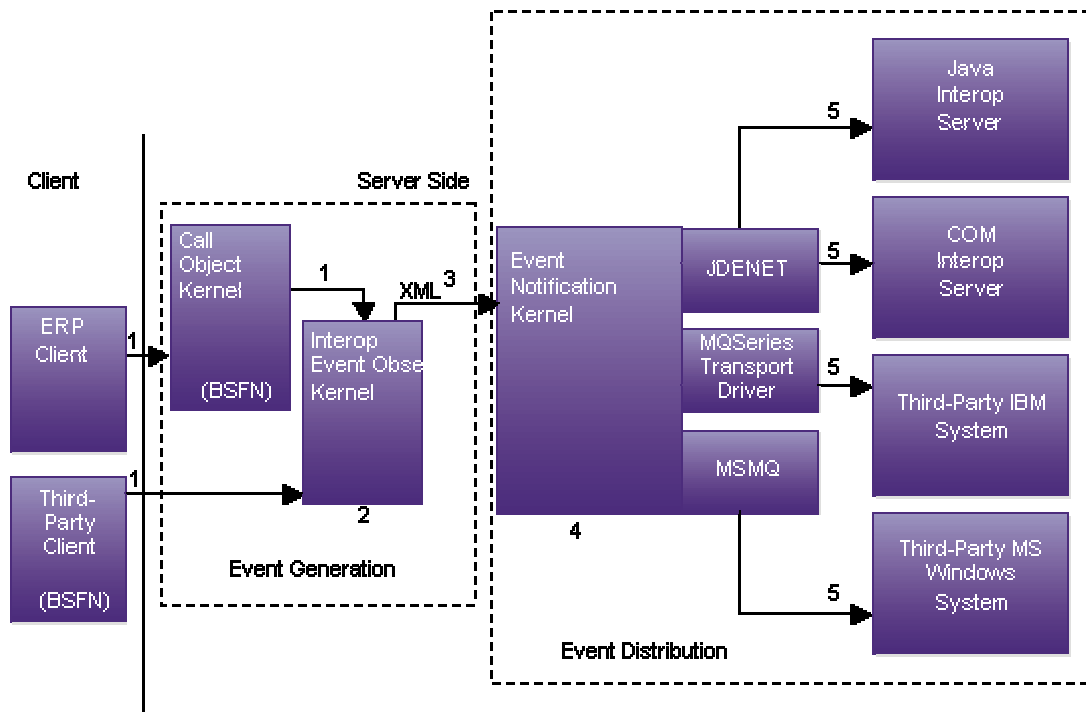 Client
Server Side
ERP
Client
1
Third-
Party
Client
(BSFN)
1
Call
Object
Kernel
(BSFN)
1
Interop
Event Obse
Kernel
2
Event Generation
XML
3
Event
Notification
Kernel
4
JDENET
MQSeries
Transport
Driver
MSMQ
5
Java
Interop
Server
5
COM
Interop
Server
5
Third-Party IBM
System
5
Third-Party MS
Windows
System
Event Distribution